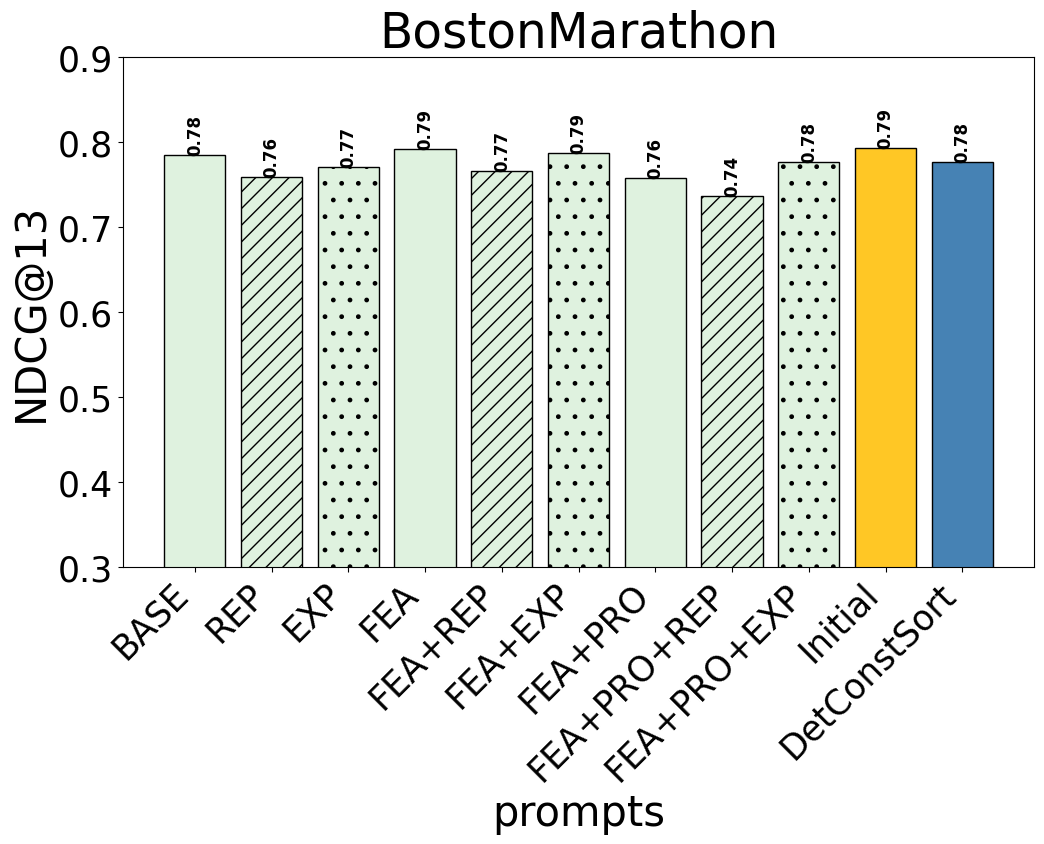 BostonMarathon
NDCG@13
0.9
0.8
0.7
0.6
0.5
0.4
0.3
0.78
0.76
0.77
0.79
0.77
0.79
0.76
0.74
0.78
0.79
0.78
BASE
REP
EXP
FEA
FEA+REP
FEA+EXP
FEA+PRO
FEA+PRO+REP
FEA+PRO+EXP
Initial
DetConstSort
prompts